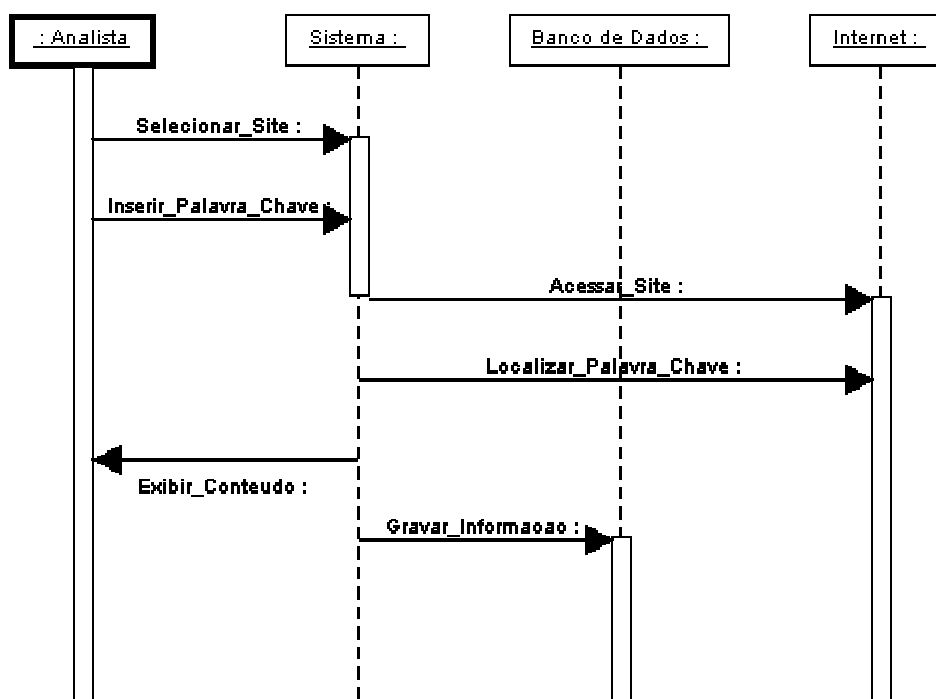 : Analista
Sistema :
Banco de Dados :
Internet :
Selecionar_Site :
Inserir_Palavra_Chave :
Acessar_Site :
Localizar_Palavra_Chave :
Exibir_Conteudo :
Gravar_Informacao :